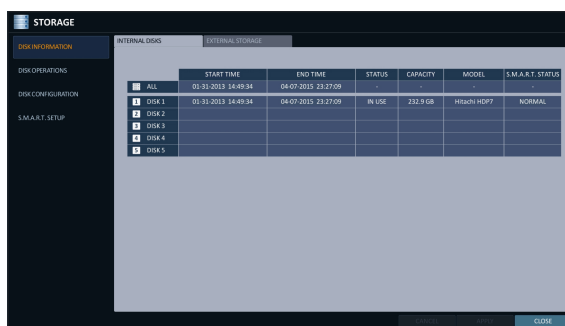 STORAGE
DISK INFORMATION
DISK OPERATIONS
DISK CONFIGURATION
S.M.A.R.T. SETUP
INTERNAL DISKS EXTERNAL STORAGE
START TIME END TIME STATUS CAPACITY MODEL S.M.A.R.T. STATUS
ALL 01-31-2013 14:49:34 04-07-2015 23:27:09 - - - -
1 DISK 1 01-31-2013 14:49:34 04-07-2015 23:27:09 IN USE 232.9 GB Hitachi HDP7 NORMAL
2 DISK 2
3 DISK 3
4 DISK 4
5 DISK 5
CANCEL APPLY CLOSE